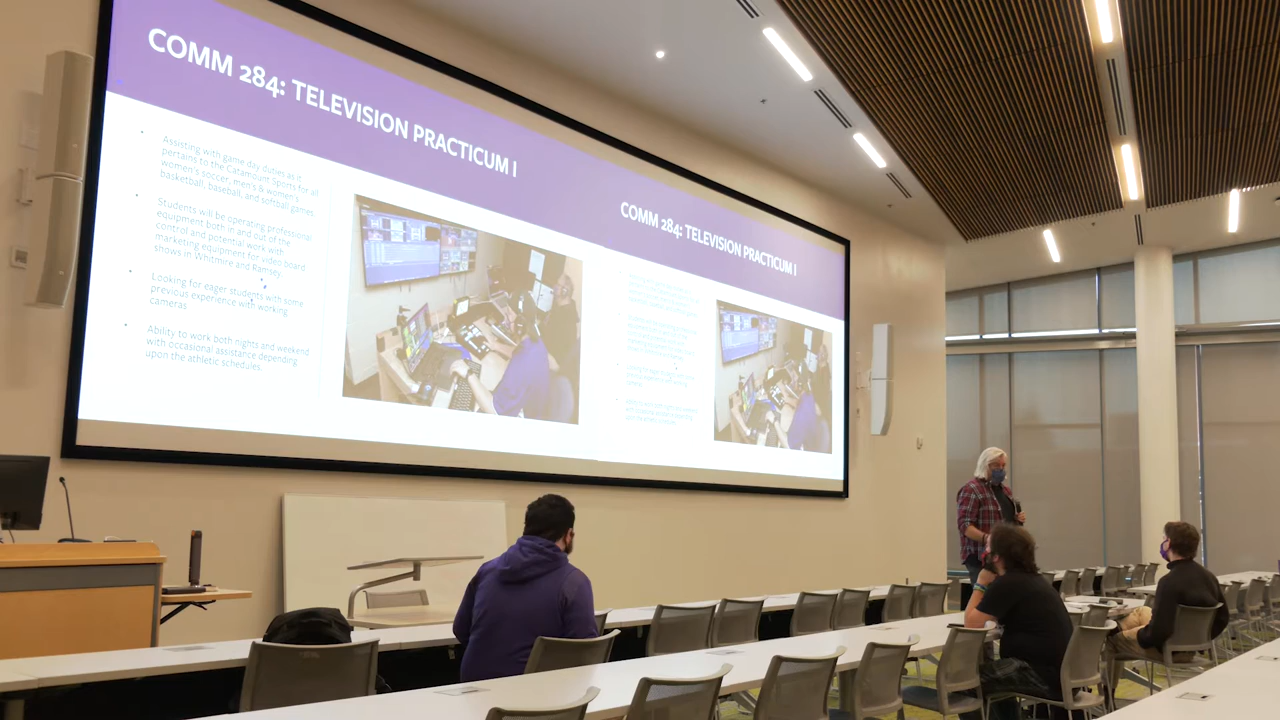 COMM 284: TELEVISION PRACTICUM I
Assisting with game day duties as it
pertains to the Catamount Sports for all
women's soccer, men's & women's
basketball, baseball, and softball games
Students will be operating professional
equipment both in and out of the
control and potential work with
marketing equipment for video board
shows in Whitmire and Ramsey.
Looking for eager students with some
previous experience with working
cameras
Ability to work both nights and weekend
with occasional assistance depending
upon the athletic schedules.
COMM 284: TELEVISION PRACTICUM I